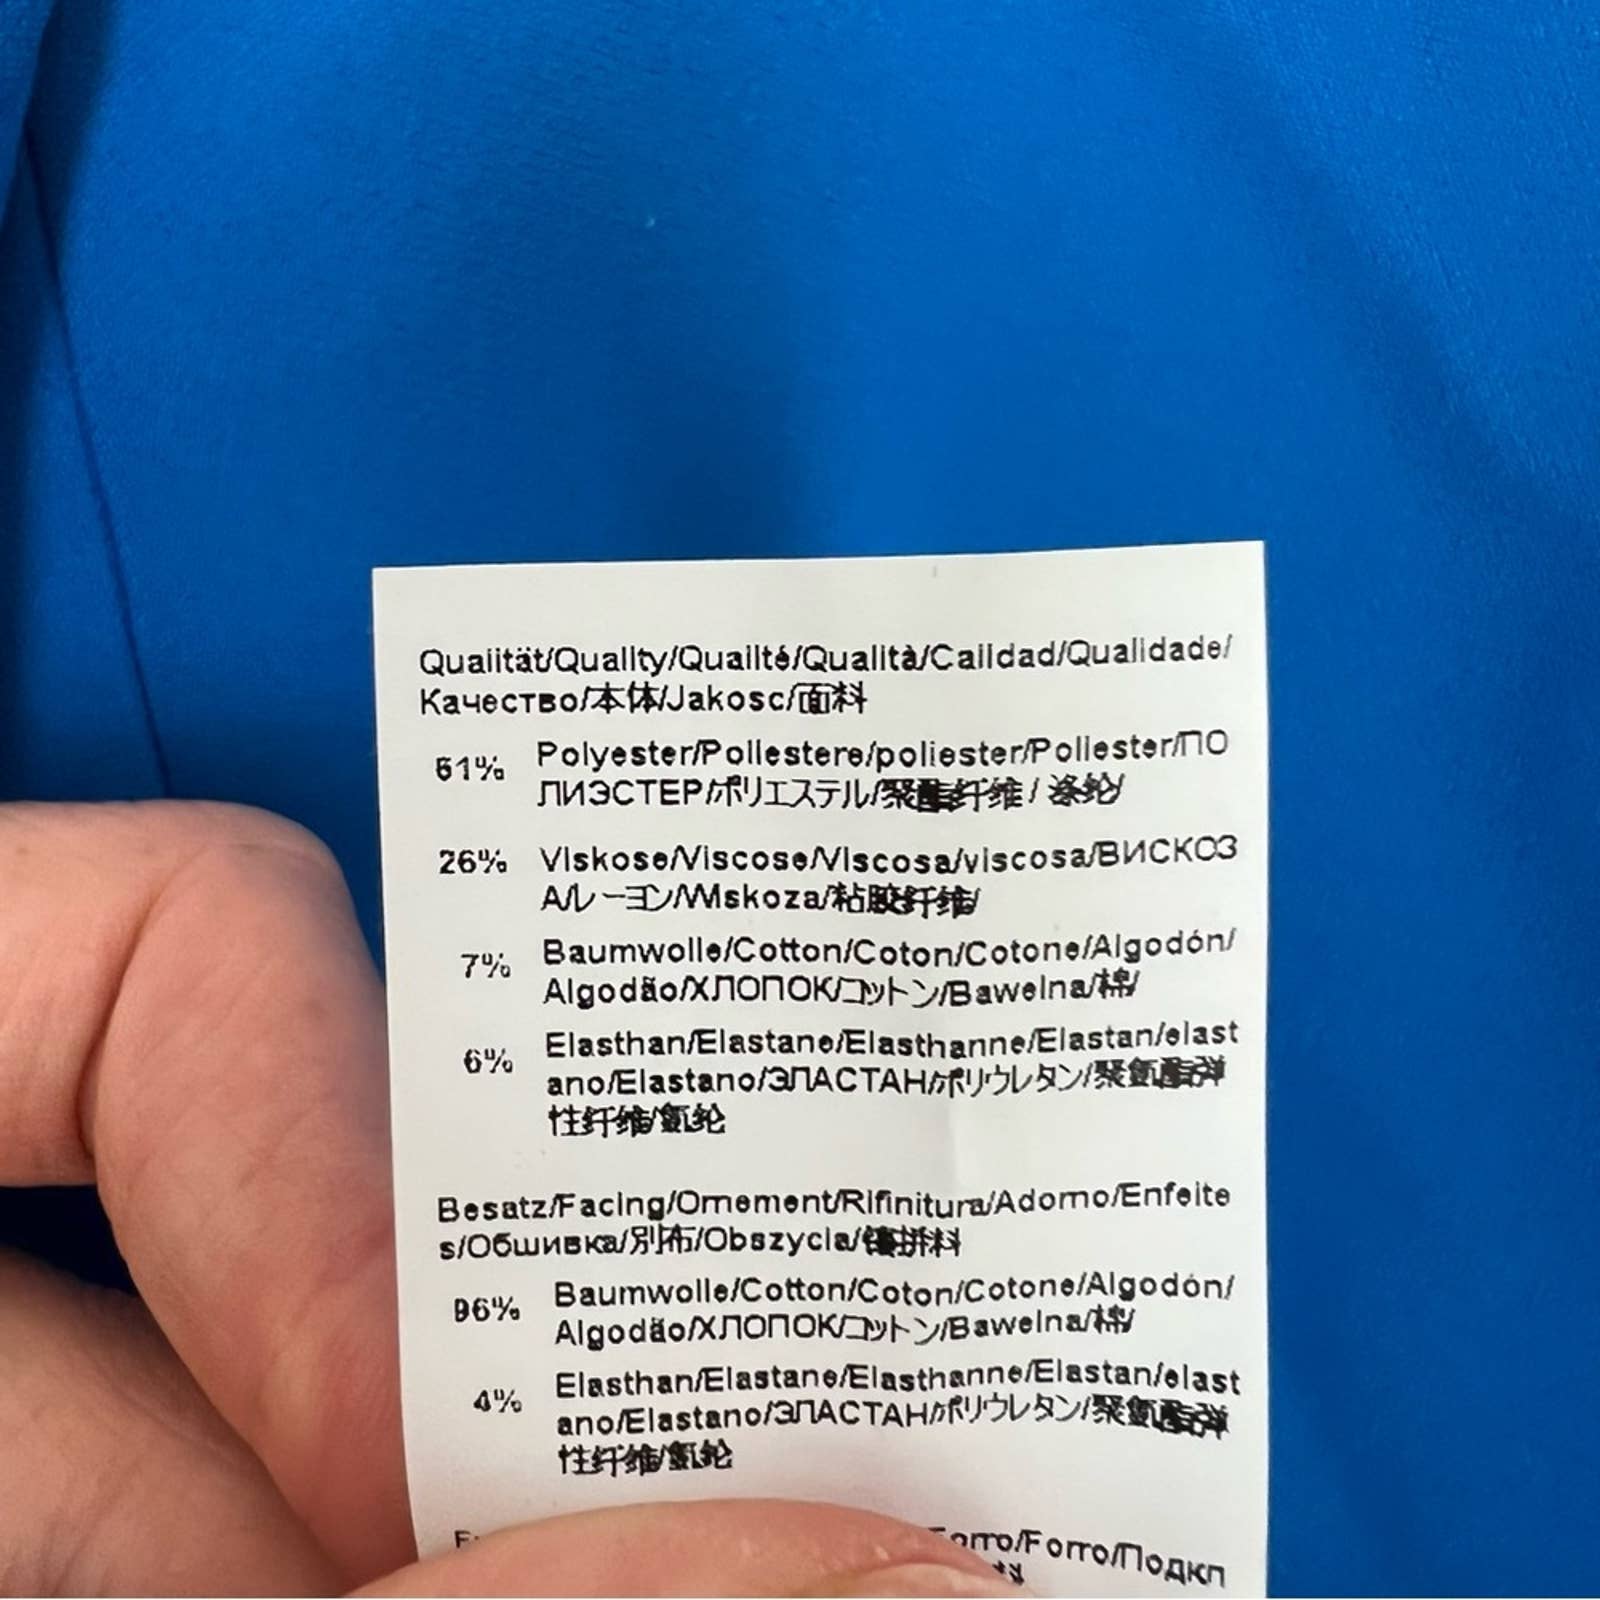 Qualität/Quality/Qualité/Qualità/Calidad/Qualidade/
Качество/本体/Jakosc/面料
61% Polyester/Poliestere/poliester/Poliester/ПО
ЛИЭСТЕР/ポリエステル/聚酯纤维 / 涤纶/
26% Viskose/Viscose/Viscosa/viscosa/ВИСКОЗ
А/レーヨン/Wiskoza/粘胶纤维/
7% Baumwolle/Cotton/Coton/Cotone/Algodón/
Algodão/ХЛОПОК/コットン/Bawelna/棉/
6% Elasthan/Elastane/Elasthanne/Elastan/elast
ano/Elastano/ЭЛАСТАН/ポリウレタン/聚氨酯弹
性纤维/氨纶
Besatz/Facing/Ornement/Rifinitura/Adorno/Enfeite
s/Обшивка/別布/Obszycia/镶拼料
96% Baumwolle/Cotton/Coton/Cotone/Algodón/
Algodão/ХЛОПОК/コットン/Bawelna/棉/
4% Elasthan/Elastane/Elasthanne/Elastan/elast
ano/Elastano/ЭЛАСТАН/ポリウレタン/聚氨酯弹
性纤维/氨纶
Forro/Forro/Подкл
料